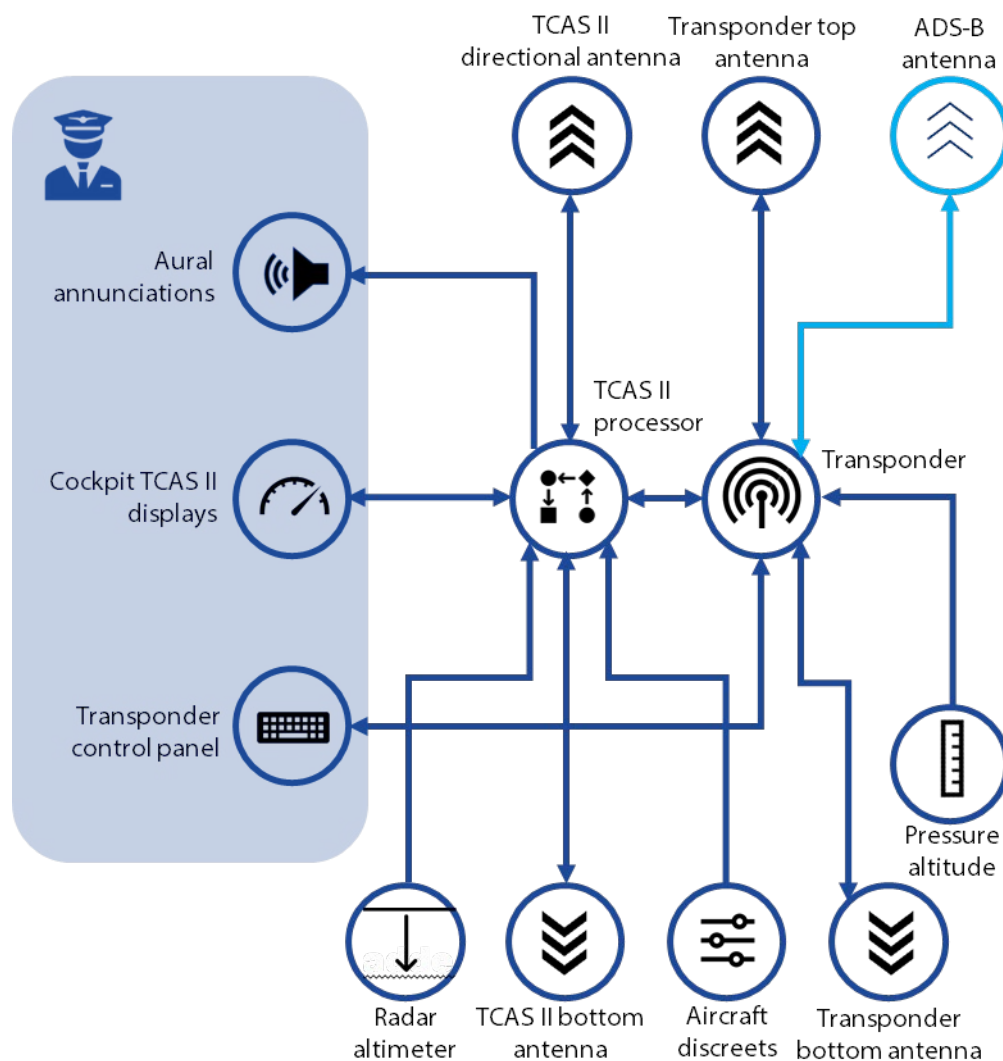 TCAS II
directional antenna
Transponder top
antenna
ADS-B
antenna
Aural
annunciations
TCAS II
processor
Transponder
Cockpit TCAS II
displays
Transponder
control panel
Pressure
altitude
Radar
altimeter
TCAS II bottom
antenna
Aircraft
discreets
Transponder
bottom antenna